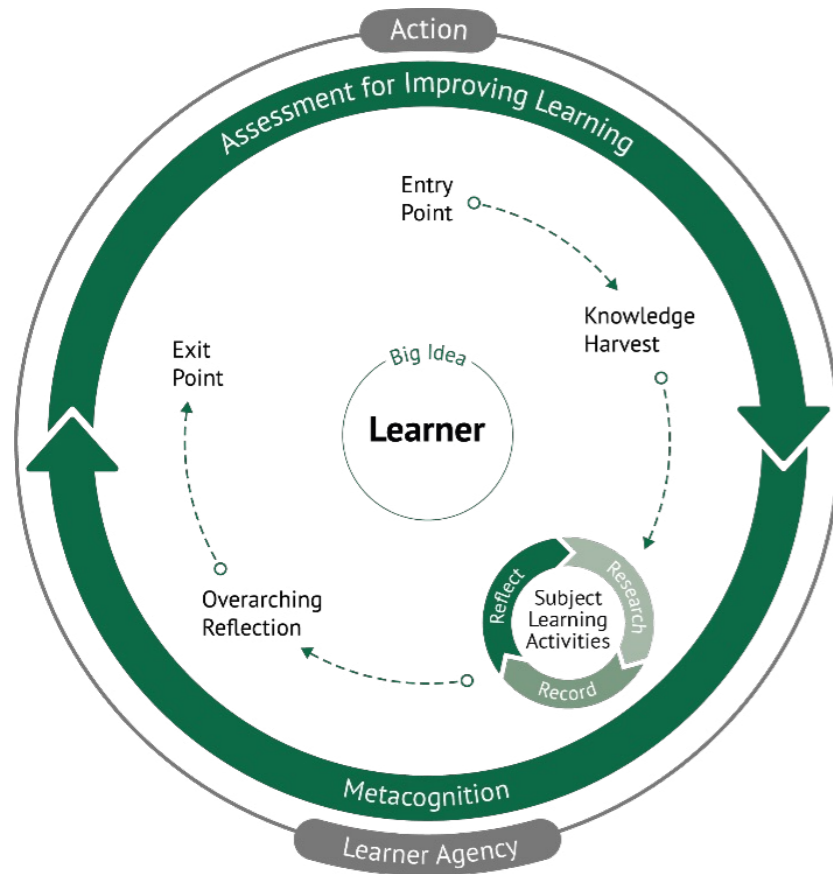 Action
Assessment for Improving Learning
Entry
Point
Knowledge
Harvest
Exit
Point
Big Idea
Learner
Reflect
Research
Subject
Learning
Activities
Record
Overarching
Reflection
Metacognition
Learner Agency